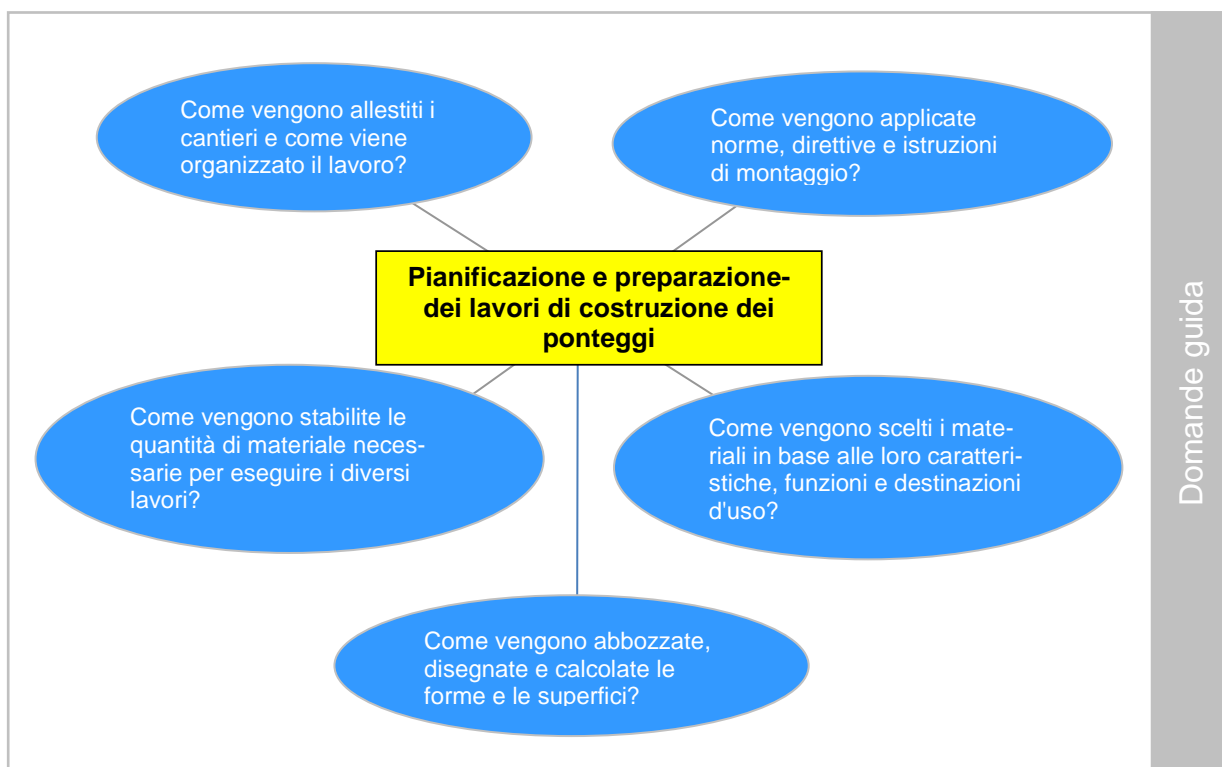 Come vengono allestiti i
cantieri e come viene
organizzato il lavoro?
Come vengono applicate
norme, direttive e istruzioni
di montaggio?
Pianificazione e preparazione-
dei lavori di costruzione dei
ponteggi
Come vengono stabilite le
quantità di materiale neces-
sarie per eseguire i diversi
lavori?
Come vengono scelti i mate-
riali in base alle loro caratteri-
stiche, funzioni e destinazioni
d'uso?
Come vengono abbozzate,
disegnate e calcolate le
forme e le superfici?
Domande guida